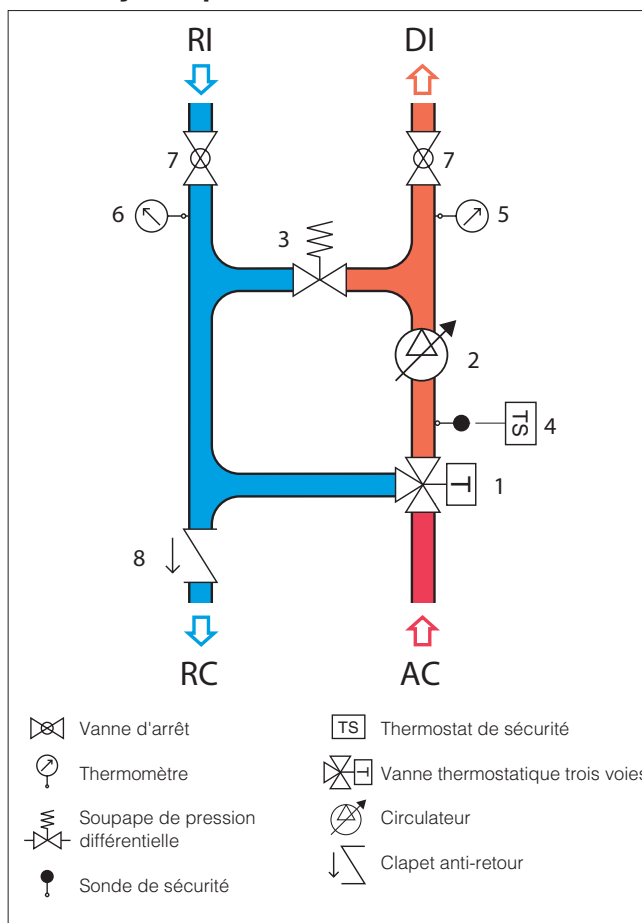 RI DI
7 7
6 5
3
2
TS 4
T 1
8
RC AC
Vanne d'arrêt
Thermomètre
Soupape de pression
différentielle
Sonde de sécurité
TS Thermostat de sécurité
T Vanne thermostatique trois voies
Circulateur
Clapet anti-retour